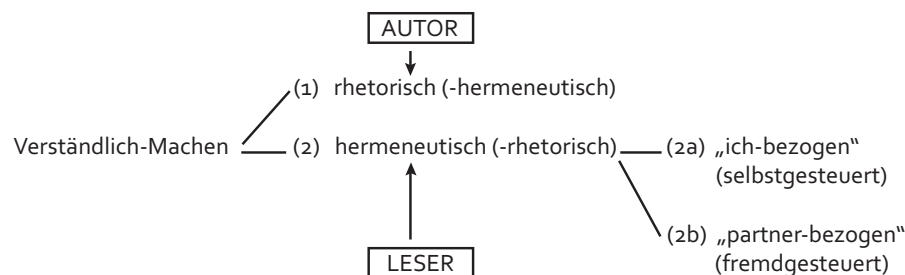 AUTOR
(1) rhetorisch (-hermeneutisch)
Verständlich-Machen (2) hermeneutisch (-rhetorisch) (2a) „ich-bezogen“
(selbstgesteuert)
(2b) „partner-bezogen“
LESER (fremdgesteuert)